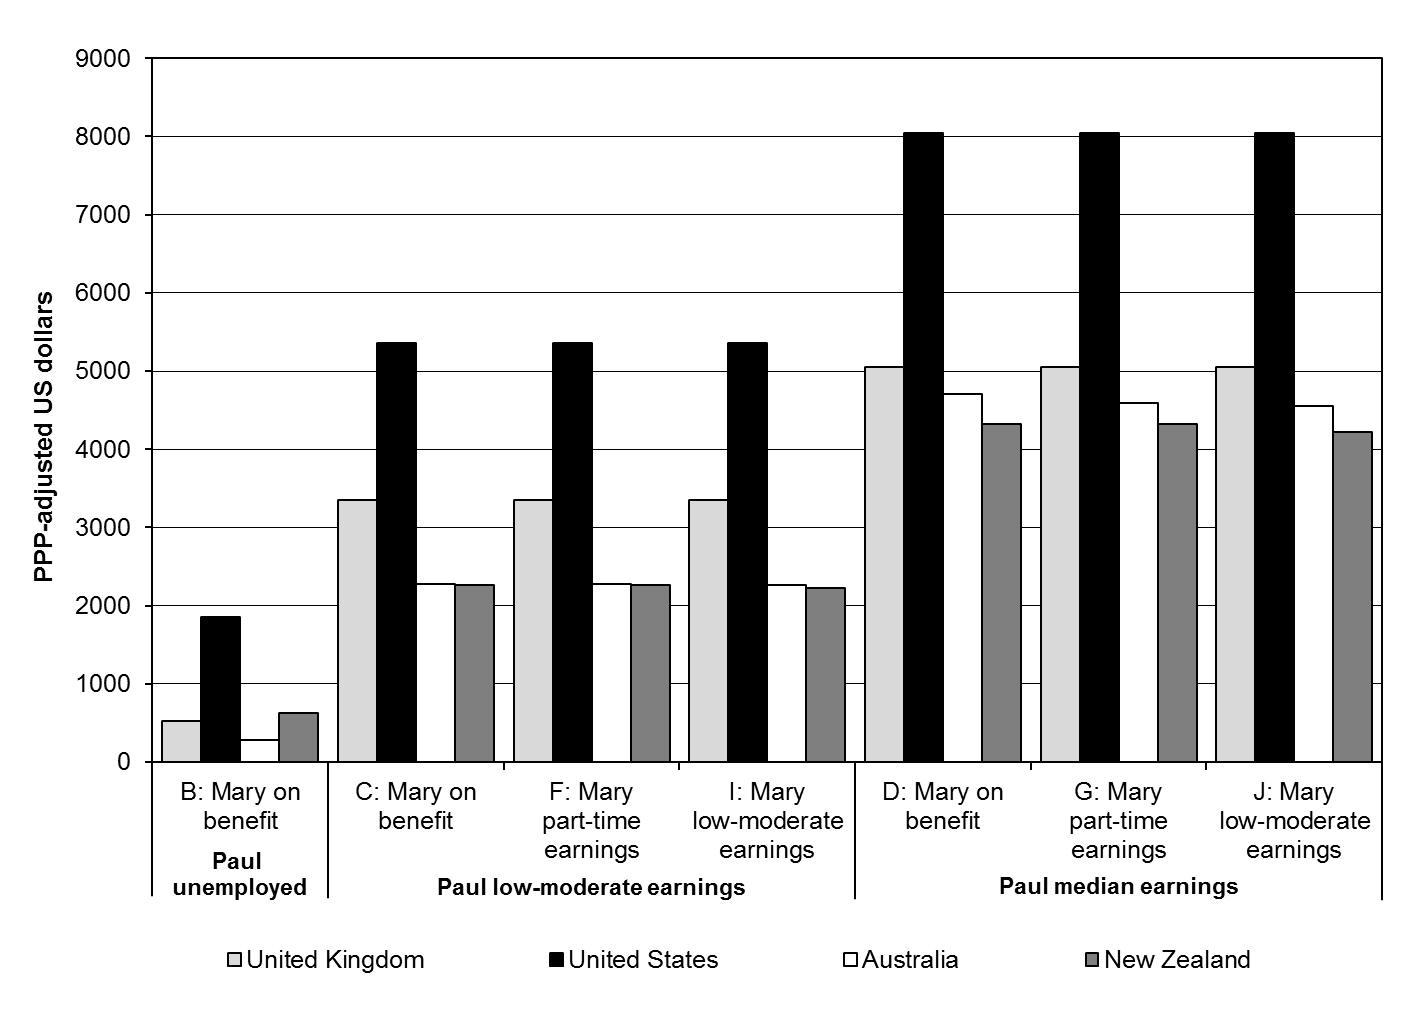 9000
8000
7000
6000
5000
4000
3000
2000
1000
0
PPP-adjusted US dollars
B: Mary on
benefit
C: Mary on
benefit
F: Mary
part-time
earnings
I: Mary
low-moderate
earnings
D: Mary on
benefit
G: Mary
part-time
earnings
J: Mary
low-moderate
earnings
Paul
unemployed
Paul low-moderate earnings
Paul median earnings
United Kingdom
United States
Australia
New Zealand